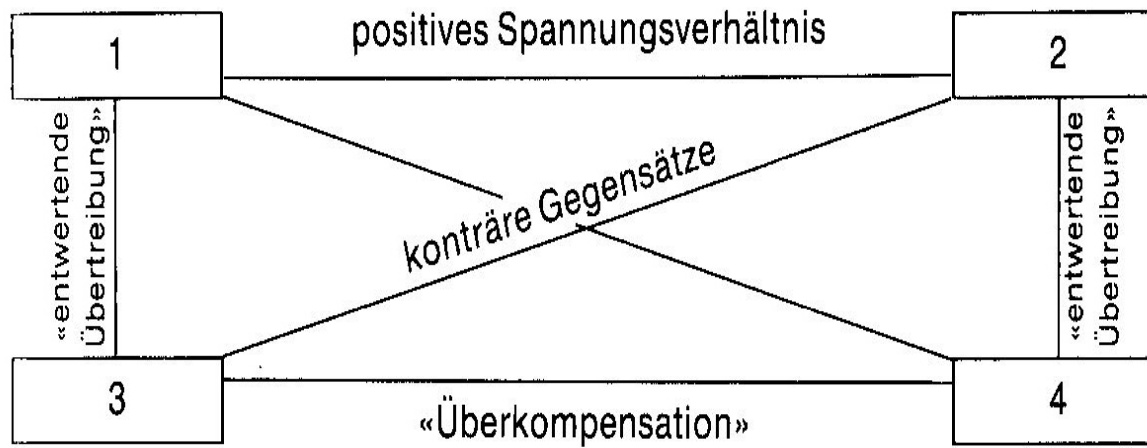 positives Spannungsverhältnis
1
2
«entwertende
Übertreibung»
konträre Gegensätze
«entwertende
Übertreibung»
3
4
«Überkompensation»